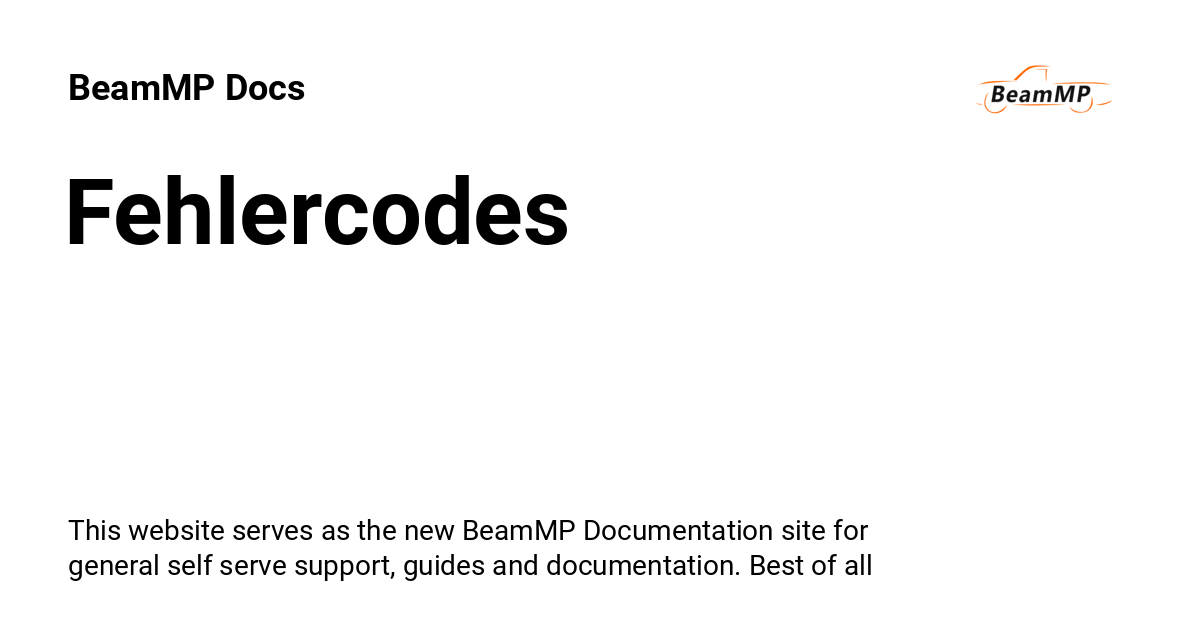 BeamMP Docs
BeamMP
Fehlercodes
This website serves as the new BeamMP Documentation site for
general self serve support, guides and documentation. Best of all